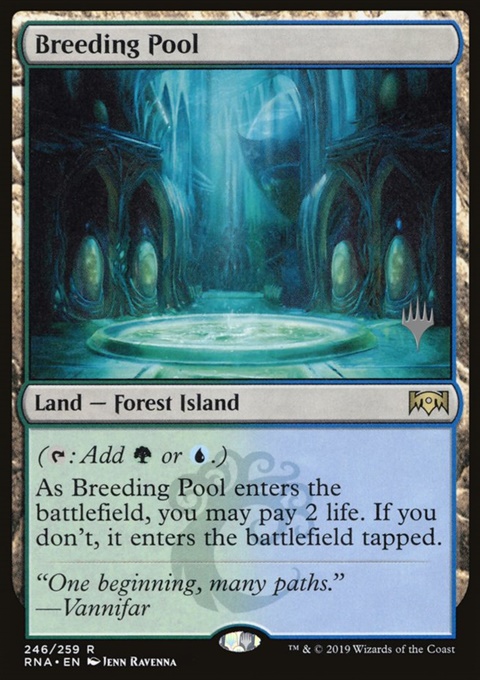 Breeding Pool
Land — Forest Island
(: Add or .)
As Breeding Pool enters the
battlefield, you may pay 2 life. If you
don't, it enters the battlefield tapped.
"One beginning, many paths."
—Vannifar
246/259 R
RNA • EN Jenn Ravenna
™ & © 2019 Wizards of the Coast